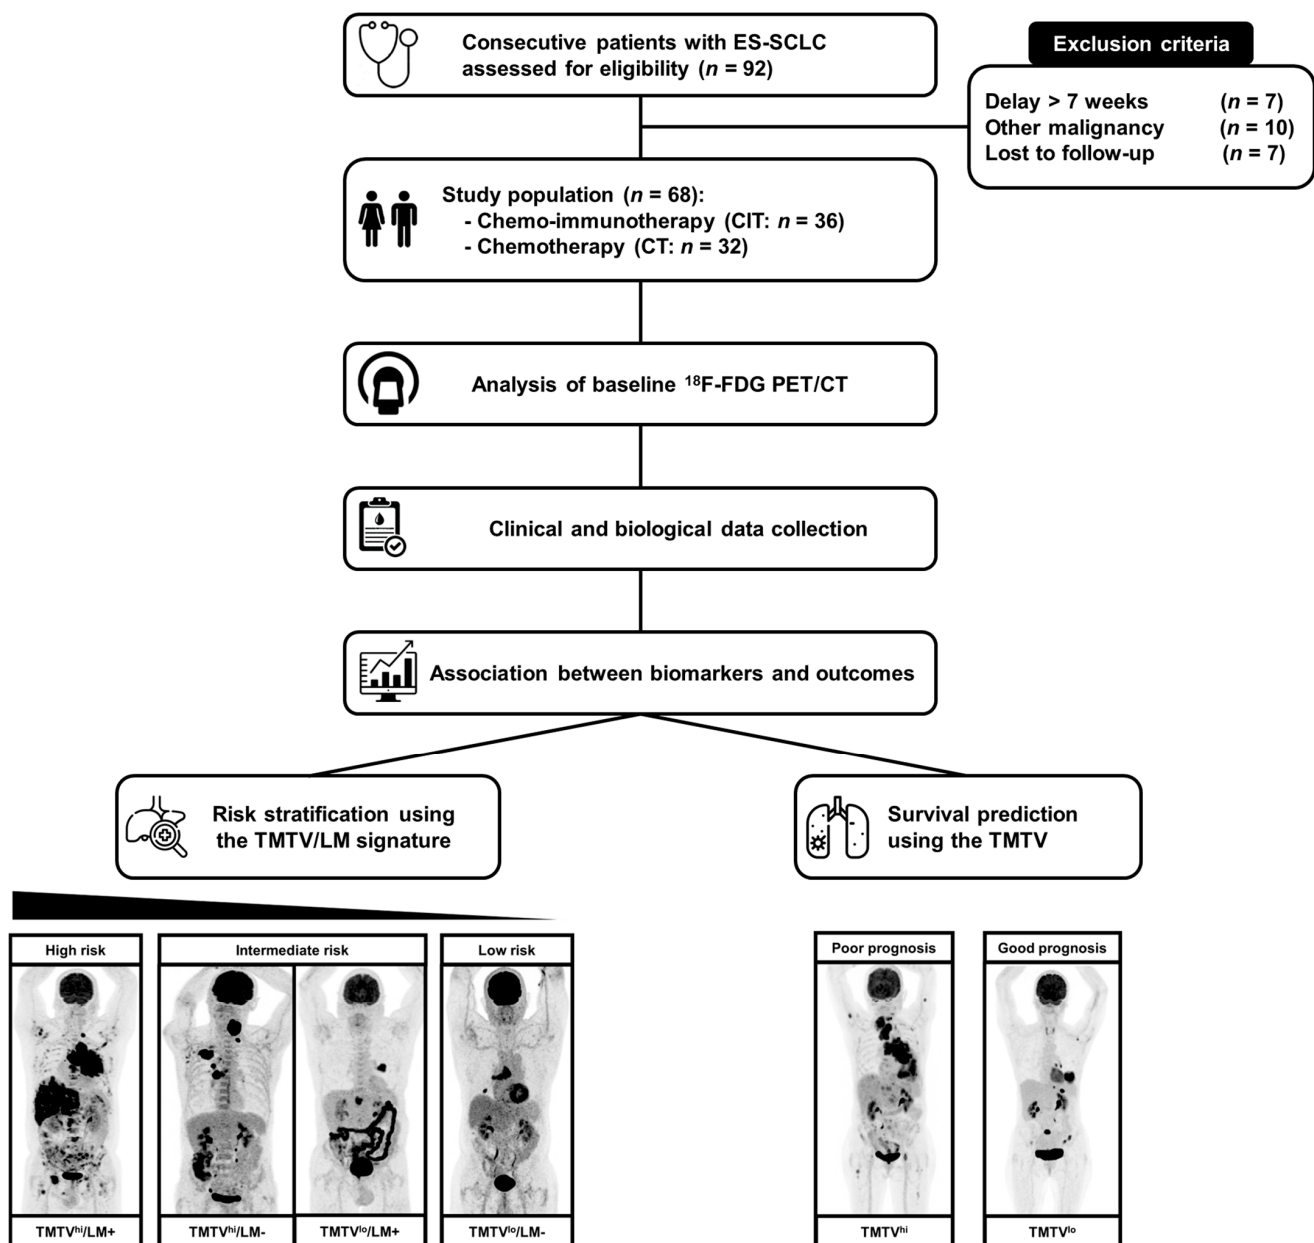 Consecutive patients with ES-SCLC
assessed for eligibility (n = 92)
Exclusion criteria
Delay > 7 weeks (n = 7)
Other malignancy (n = 10)
Lost to follow-up (n = 7)
Study population (n = 68):
- Chemo-immunotherapy (CIT: n = 36)
- Chemotherapy (CT: n = 32)
Analysis of baseline ¹⁸F-FDG PET/CT
Clinical and biological data collection
Association between biomarkers and outcomes
Risk stratification using
the TMTV/LM signature
Survival prediction
using the TMTV
High risk
Intermediate risk
Low risk
Poor prognosis
Good prognosis
TMTVʰⁱ/LM+
TMTVʰⁱ/LM-
TMTVˡᵒ/LM+
TMTVˡᵒ/LM-
TMTVʰⁱ
TMTVˡᵒ